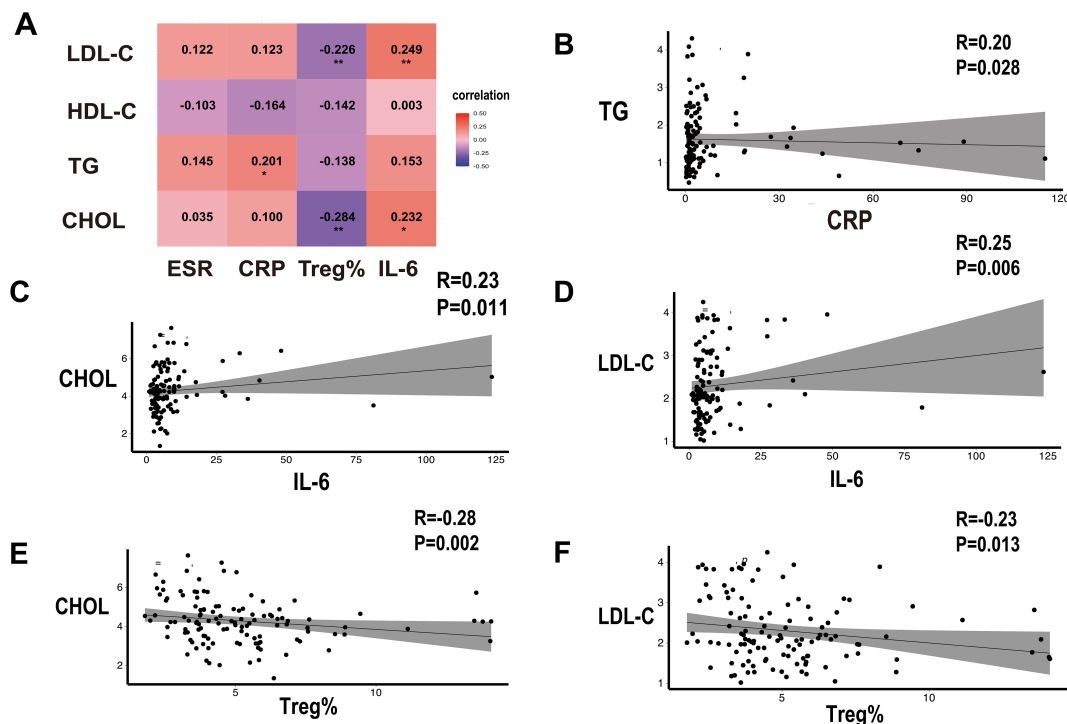 A
LDL-C 0.122 0.123 -0.226 0.249
** **
HDL-C -0.103 -0.164 -0.142 0.003
TG 0.145 0.201 -0.138 0.153
*
CHOL 0.035 0.100 -0.284 0.232
** *
ESR CRP Treg% IL-6
correlation
0.50
0.25
0.00
-0.25
-0.50
B
R=0.20
P=0.028
TG
4
3
2
1
0 30 60 90 120
CRP
C
R=0.23
P=0.011
CHOL
6
4
2
0 25 50 75 100 125
IL-6
D
R=0.25
P=0.006
LDL-C
4
3
2
1
0 25 50 75 100 125
IL-6
E
R=-0.28
P=0.002
CHOL
6
4
2
5 10
Treg%
F
R=-0.23
P=0.013
LDL-C
4
3
2
1
5 10
Treg%